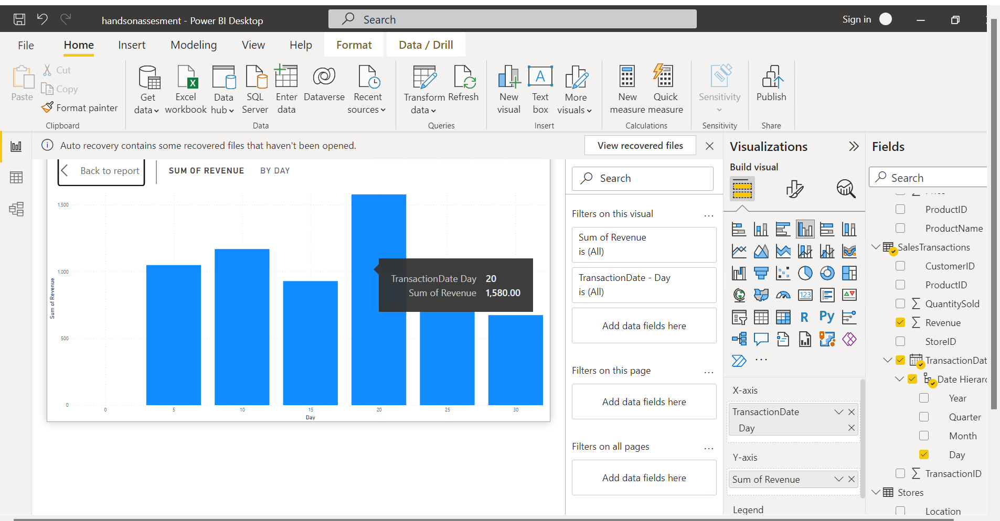 handsonassesment - Power BI Desktop
Search
Sign in
File
Home
Insert
Modeling
View
Help
Format
Data / Drill
Paste
Cut
Copy
Format painter
Clipboard
Get data
Excel workbook
Data hub
SQL Server
Enter data
Dataverse
Recent sources
Data
Transform data
Refresh
Queries
New visual
Text box
More visuals
Insert
New measure
Quick measure
Calculations
Sensitivity
Sensitivity
Publish
Share
Auto recovery contains some recovered files that haven't been opened.
View recovered files
Back to report
SUM OF REVENUE
BY DAY
1,500
1,000
500
0
Sum of Revenue
0
5
10
15
20
25
30
Day
TransactionDate Day 20
Sum of Revenue 1,580.00
Search
Filters on this visual
...
Sum of Revenue
is (All)
TransactionDate - Day
is (All)
Add data fields here
Filters on this page
...
Add data fields here
Filters on all pages
...
Add data fields here
Visualizations
Build visual
123
R
Py
...
X-axis
TransactionDate
Day
Y-axis
Sum of Revenue
Legend
Fields
Search
ProductID
ProductName
SalesTransactions
CustomerID
ProductID
QuantitySold
Revenue
StoreID
TransactionDat
Date Hierarc
Year
Quarter
Month
Day
TransactionID
Stores
Location